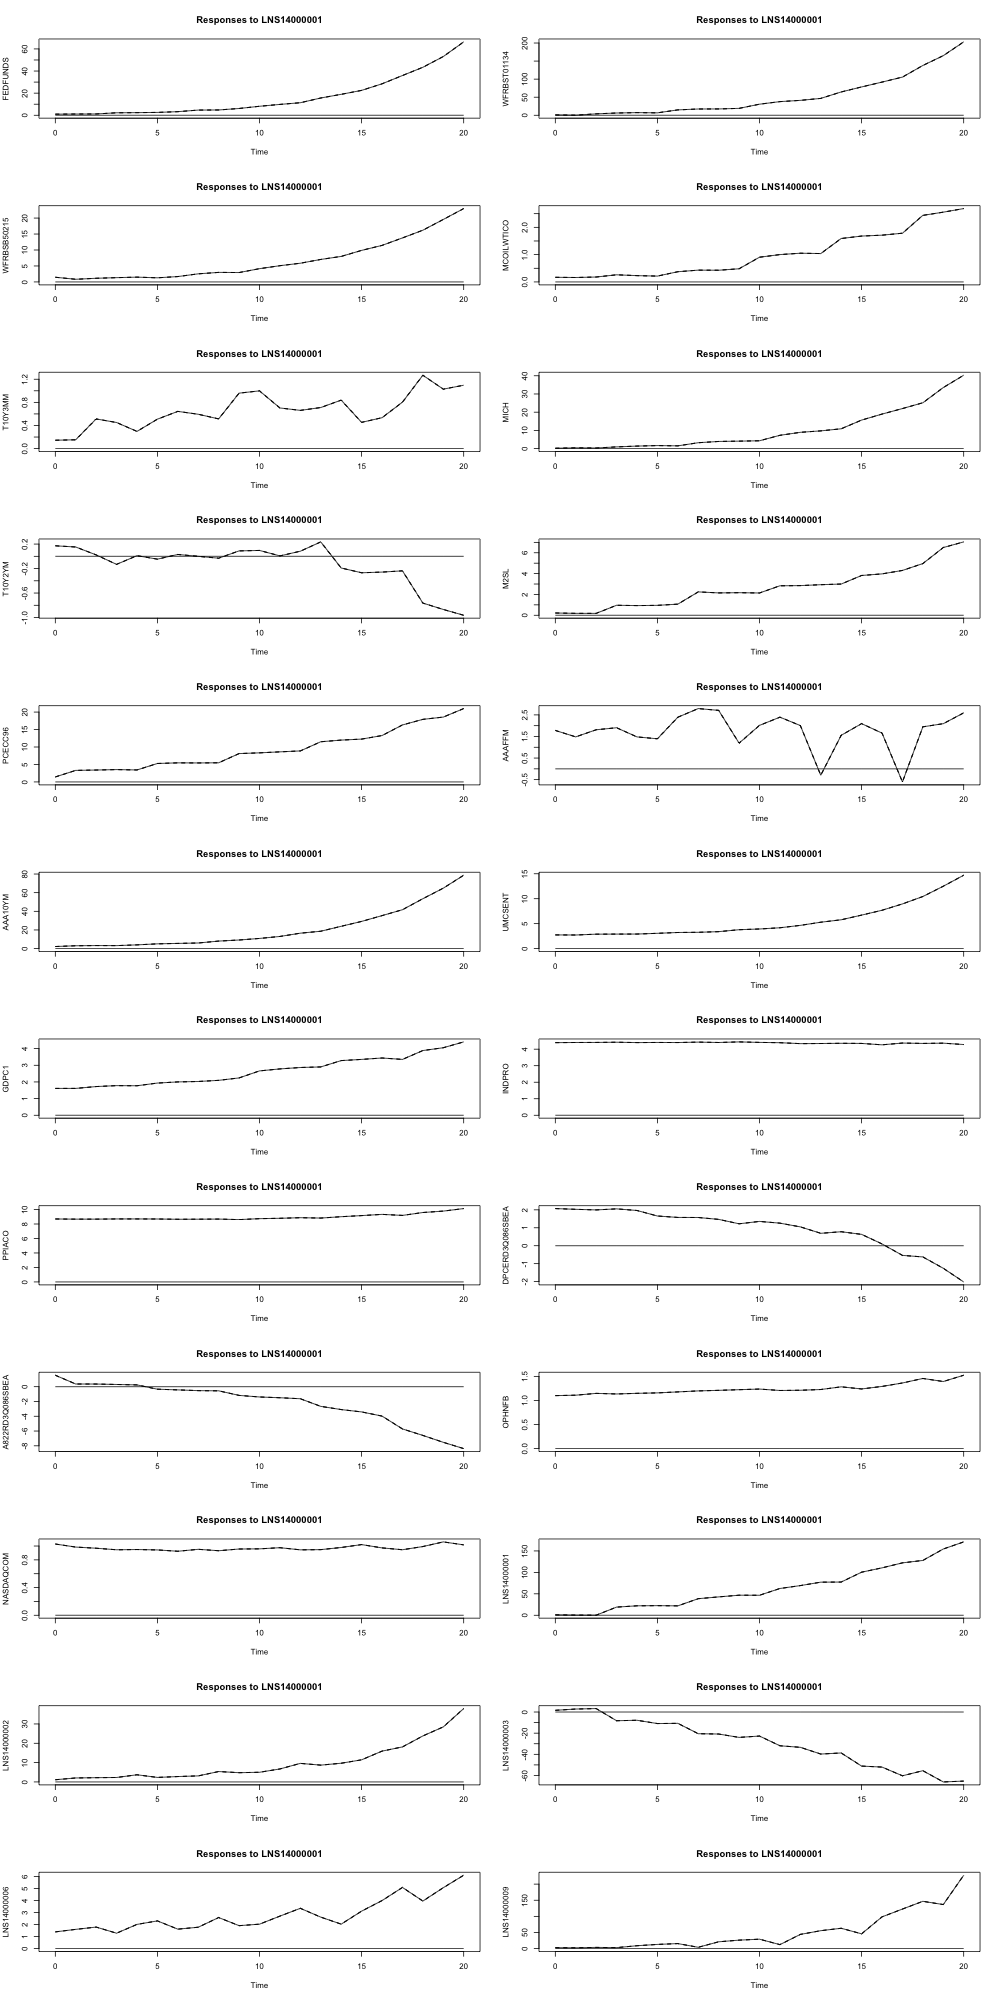 Responses to LNS14000001
FEDFUNDS
0 20 40 60
0 5 10 15 20
Time
Responses to LNS14000001
WFRBST01134
0 50 100 200
0 5 10 15 20
Time
Responses to LNS14000001
WFRBSB50215
0 5 10 15 20
0 5 10 15 20
Time
Responses to LNS14000001
MCOILWTICO
0.0 1.0 2.0
0 5 10 15 20
Time
Responses to LNS14000001
T10Y3MM
0.0 0.4 0.8 1.2
0 5 10 15 20
Time
Responses to LNS14000001
MICH
0 10 20 30 40
0 5 10 15 20
Time
Responses to LNS14000001
T10Y2YM
-1.0 -0.6 -0.2 0.2
0 5 10 15 20
Time
Responses to LNS14000001
M2SL
0 2 4 6
0 5 10 15 20
Time
Responses to LNS14000001
PCECC96
0 5 10 15 20
0 5 10 15 20
Time
Responses to LNS14000001
AAAFFM
-0.5 0.5 1.5 2.5
0 5 10 15 20
Time
Responses to LNS14000001
AAA10YM
0 20 40 60 80
0 5 10 15 20
Time
Responses to LNS14000001
UMCSENT
0 5 10 15
0 5 10 15 20
Time
Responses to LNS14000001
GDPC1
0 1 2 3 4
0 5 10 15 20
Time
Responses to LNS14000001
INDPRO
0 1 2 3 4
0 5 10 15 20
Time
Responses to LNS14000001
PPIACO
0 2 4 6 8 10
0 5 10 15 20
Time
Responses to LNS14000001
DPCERD3Q086SBEA
-2 -1 0 1 2
0 5 10 15 20
Time
Responses to LNS14000001
A822RD3Q086SBEA
-8 -6 -4 -2 0
0 5 10 15 20
Time
Responses to LNS14000001
OPHNFB
0.0 0.5 1.0 1.5
0 5 10 15 20
Time
Responses to LNS14000001
NASDAQCOM
0.0 0.4 0.8
0 5 10 15 20
Time
Responses to LNS14000001
LNS14000001
0 50 100 150
0 5 10 15 20
Time
Responses to LNS14000001
LNS14000002
0 10 20 30
0 5 10 15 20
Time
Responses to LNS14000001
LNS14000003
-60 -40 -20 0
0 5 10 15 20
Time
Responses to LNS14000001
LNS14000006
0 1 2 3 4 5 6
0 5 10 15 20
Time
Responses to LNS14000001
LNS14000009
0 50 150
0 5 10 15 20
Time